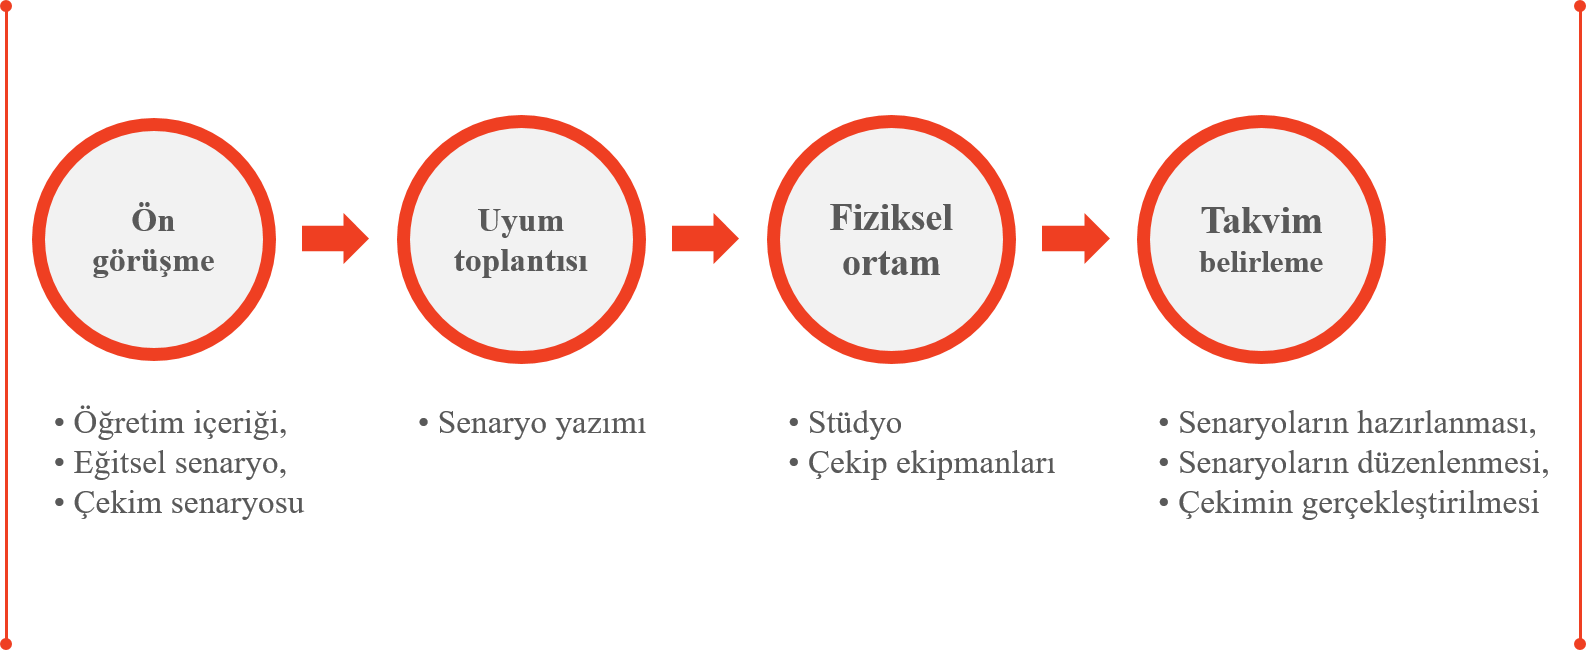 Ön
görüşme
Uyum
toplantısı
Fiziksel
ortam
Takvim
belirleme
• Öğretim içeriği,
• Eğitsel senaryo,
• Çekim senaryosu
• Senaryo yazımı
• Stüdyo
• Çekip ekipmanları
• Senaryoların hazırlanması,
• Senaryoların düzenlenmesi,
• Çekimin gerçekleştirilmesi